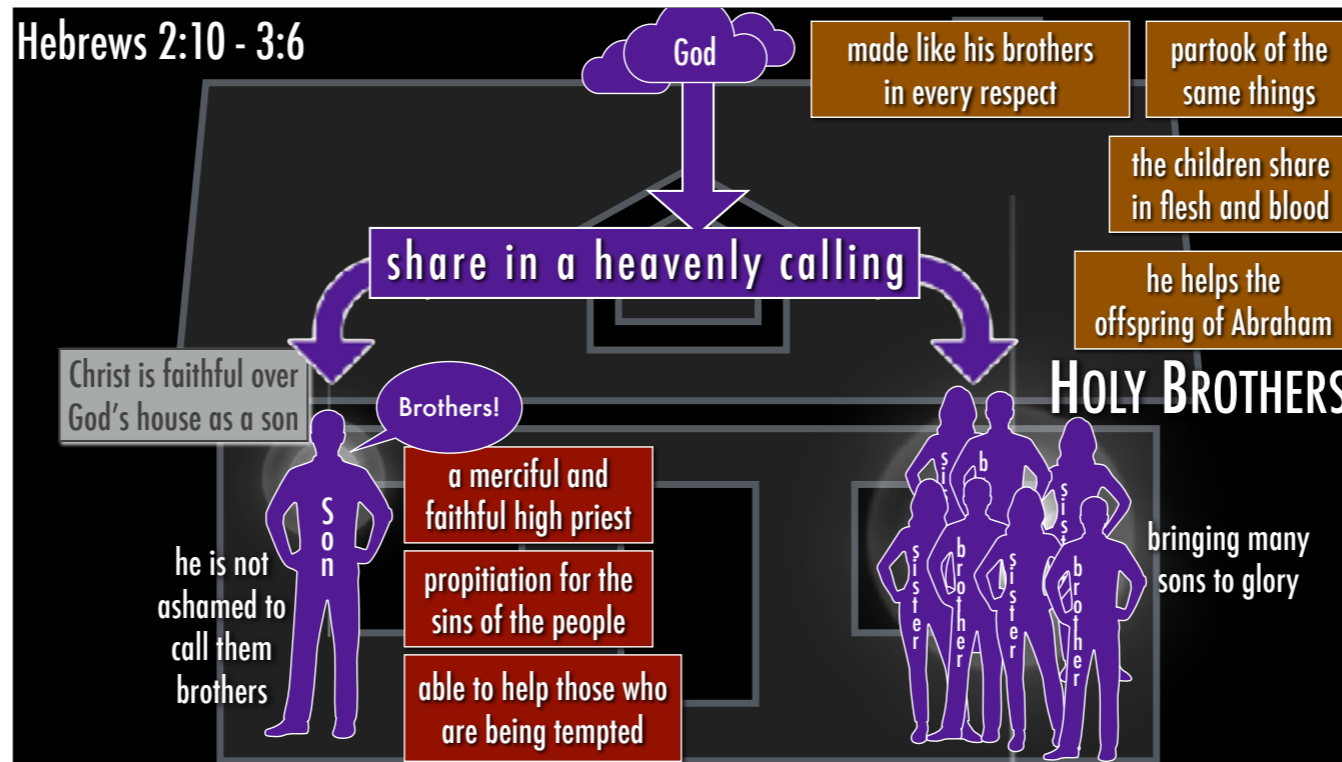 Hebrews 2:10 - 3:6
God
made like his brothers
in every respect
partook of the
same things
the children share
in flesh and blood
he helps the
offspring of Abraham
share in a heavenly calling
Christ is faithful over
God's house as a son
Brothers!
HOLY BROTHERS
Son
a merciful and
faithful high priest
propitiation for the
sins of the people
able to help those who
are being tempted
he is not
ashamed to
call them
brothers
sister
brother
sister
brother
bringing many
sons to glory